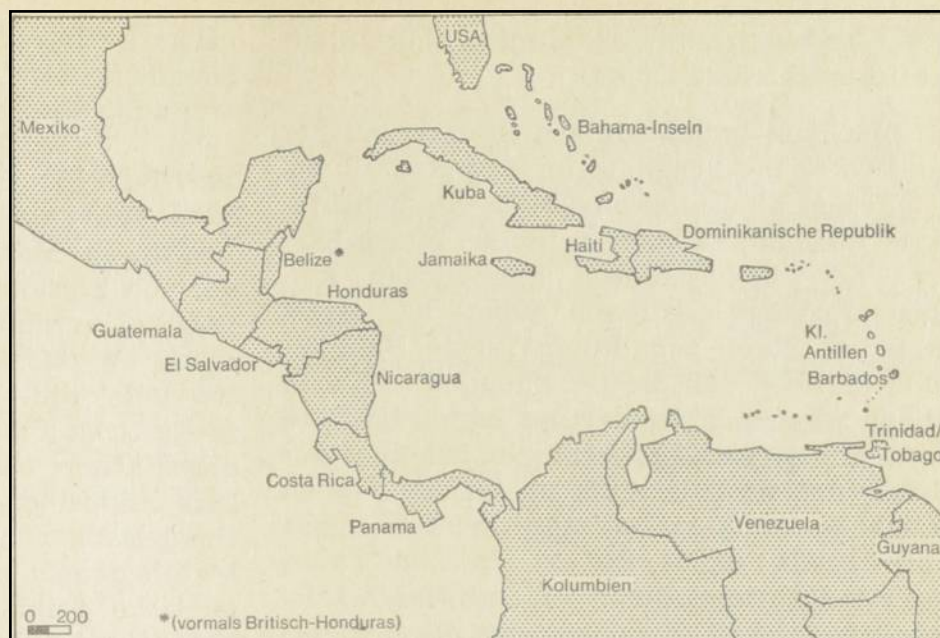 USA
Mexiko
Bahama-Inseln
Kuba
Dominikanische Republik
Haiti
Jamaika
Belize *
Honduras
Guatemala
Kl.
Antillen
El Salvador
Nicaragua
Barbados
Trinidad/
Tobago
Costa Rica
Panama
Venezuela
Guyana
Kolumbien
0 200
*(vormals Britisch-Honduras)